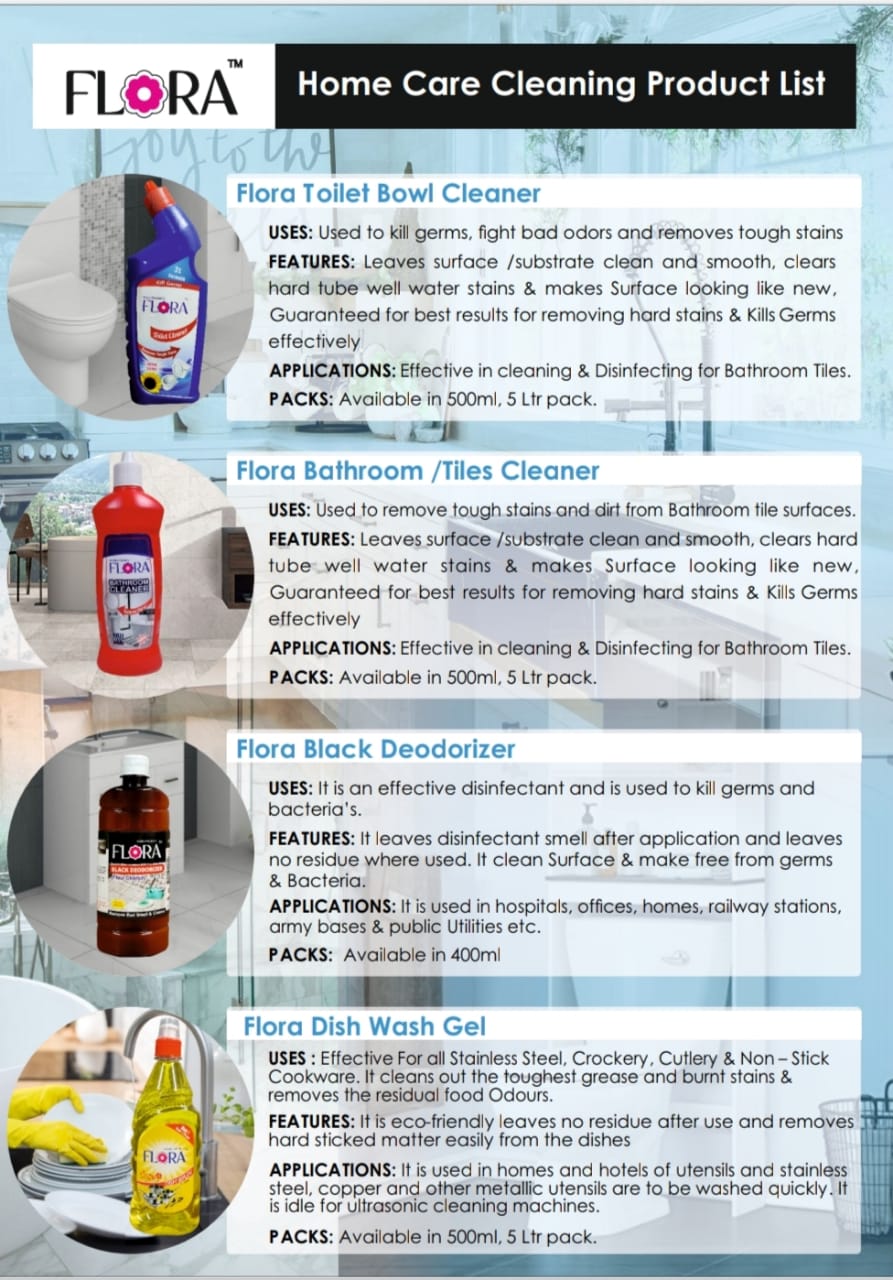 FLORA™
Home Care Cleaning Product List
joy to the
Flora Toilet Bowl Cleaner
USES: Used to kill germs, fight bad odors and removes tough stains
FEATURES: Leaves surface /substrate clean and smooth, clears
hard tube well water stains & makes Surface looking like new,
Guaranteed for best results for removing hard stains & Kills Germs
effectively
APPLICATIONS: Effective in cleaning & Disinfecting for Bathroom Tiles.
PACKS: Available in 500ml, 5 Ltr pack.
FLORA
Toilet Cleaner
Flora Bathroom /Tiles Cleaner
USES: Used to remove tough stains and dirt from Bathroom tile surfaces.
FEATURES: Leaves surface /substrate clean and smooth, clears hard
tube well water stains & makes Surface looking like new,
Guaranteed for best results for removing hard stains & Kills Germs
effectively
APPLICATIONS: Effective in cleaning & Disinfecting for Bathroom Tiles.
PACKS: Available in 500ml, 5 Ltr pack.
FLORA
BATHROOM
CLEANER
Flora Black Deodorizer
USES: It is an effective disinfectant and is used to kill germs and
bacteria's.
FEATURES: It leaves disinfectant smell after application and leaves
no residue where used. It clean Surface & make free from germs
& Bacteria.
APPLICATIONS: It is used in hospitals, offices, homes, railway stations,
army bases & public Utilities etc.
PACKS: Available in 400ml
FLORA
BLACK DEODORIZER
Flora Dish Wash Gel
USES : Effective For all Stainless Steel, Crockery, Cutlery & Non – Stick
Cookware. It cleans out the toughest grease and burnt stains &
removes the residual food Odours.
FEATURES: It is eco-friendly leaves no residue after use and removes
hard sticked matter easily from the dishes
APPLICATIONS: It is used in homes and hotels of utensils and stainless
steel, copper and other metallic utensils are to be washed quickly. It
is idle for ultrasonic cleaning machines.
PACKS: Available in 500ml, 5 Ltr pack.
FLORA